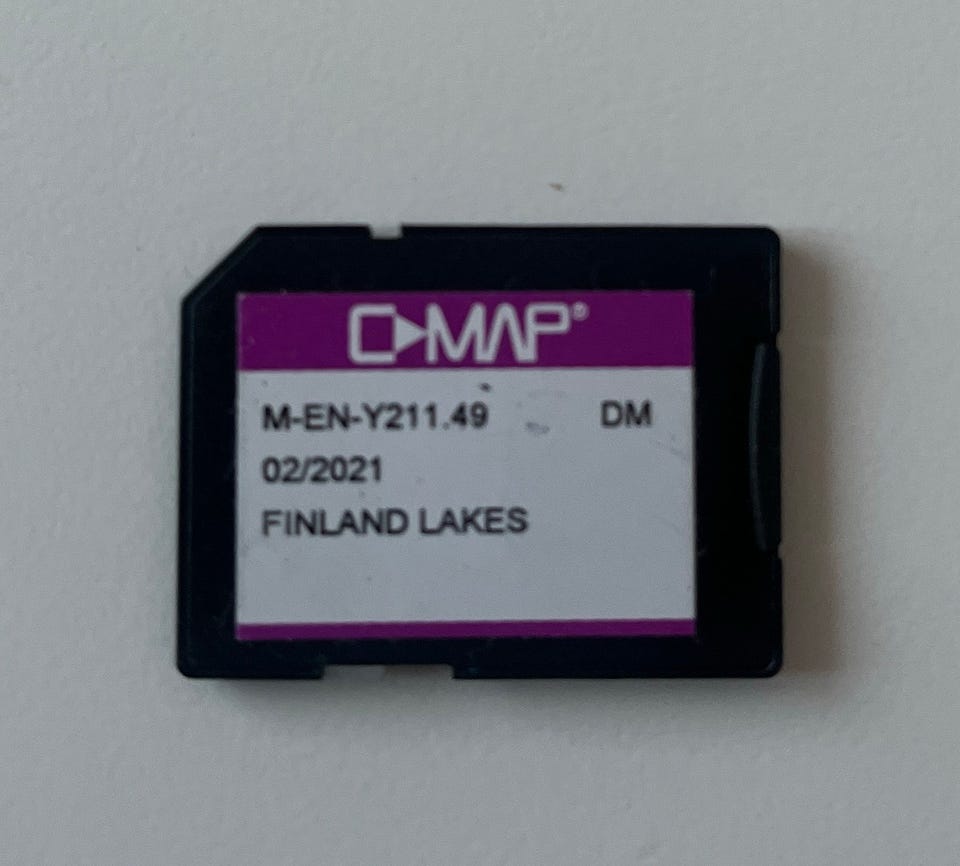 C-MAP®
M-EN-Y211.49 DM
02/2021
FINLAND LAKES